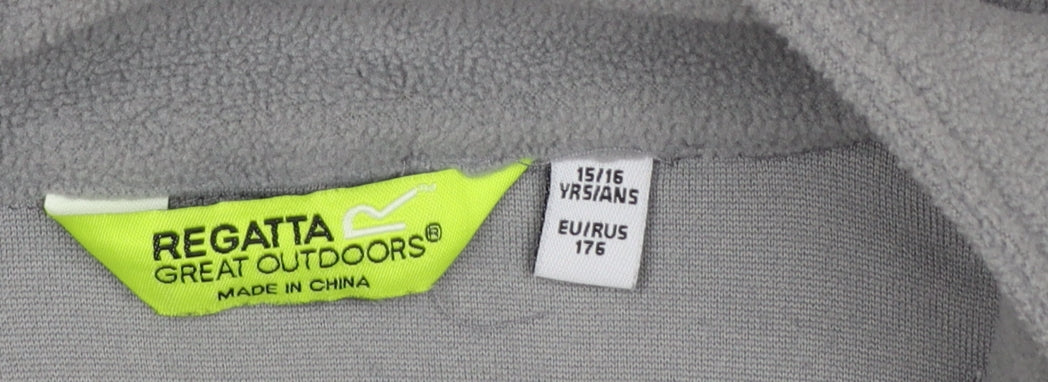 REGATTA
GREAT OUTDOORS®
MADE IN CHINA
15/16
YRS/ANS
EU/RUS
176